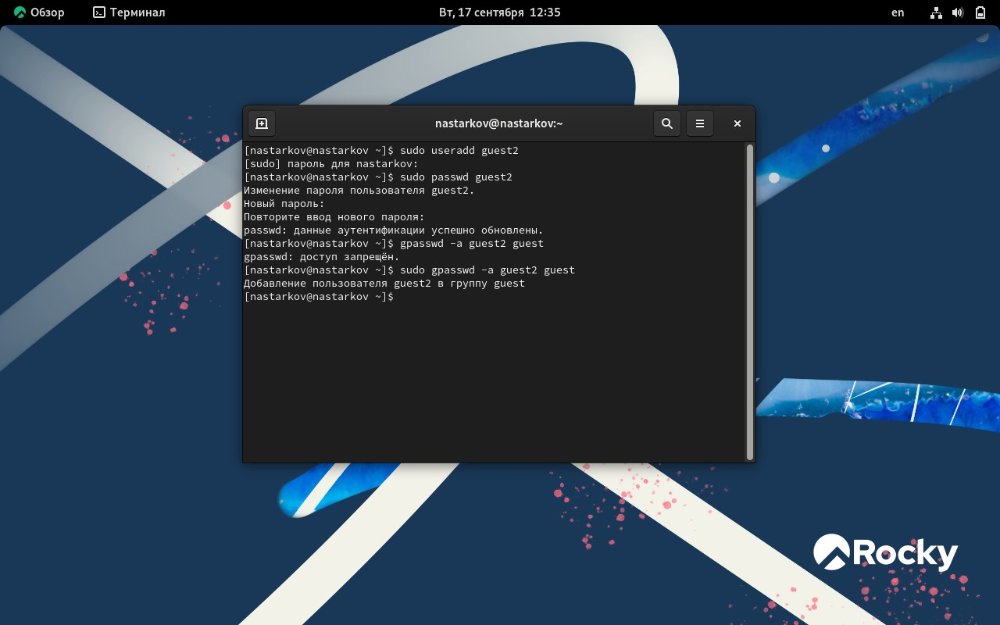 Обзор
Терминал
Вт, 17 сентября 12:35
en
nastarkov@nastarkov:~
[nastarkov@nastarkov ~]$ sudo useradd guest2
[sudo] пароль для nastarkov:
[nastarkov@nastarkov ~]$ sudo passwd guest2
Изменение пароля пользователя guest2.
Новый пароль:
Повторите ввод нового пароля:
passwd: данные аутентификации успешно обновлены.
[nastarkov@nastarkov ~]$ gpasswd -a guest2 guest
gpasswd: доступ запрещён.
[nastarkov@nastarkov ~]$ sudo gpasswd -a guest2 guest
Добавление пользователя guest2 в группу guest
[nastarkov@nastarkov ~]$
Rocky